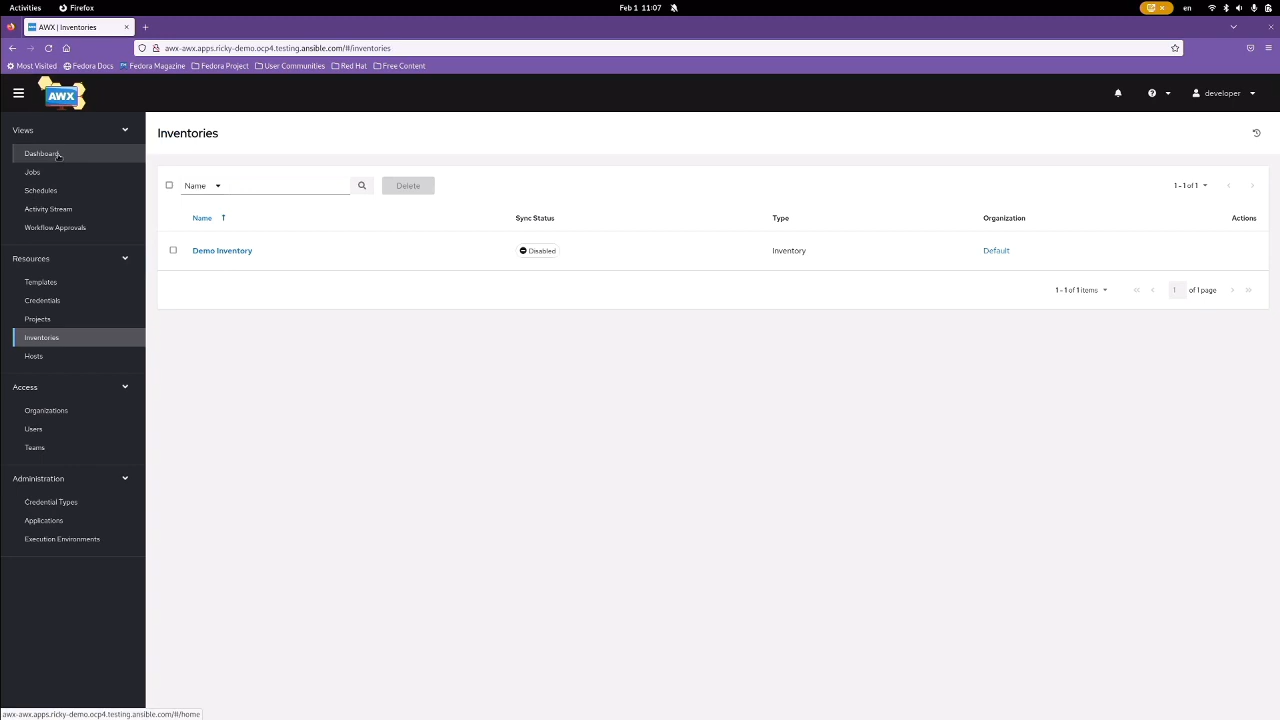 Activities
Firefox
Feb 1 11:07
en
AWX | Inventories
awx-awx.apps.ricky-demo.ocp4.testing.ansible.com/#/inventories
Most Visited
Fedora Docs
Fedora Magazine
Fedora Project
User Communities
Red Hat
Free Content
AWX
developer
Views
Dashboard
Jobs
Schedules
Activity Stream
Workflow Approvals
Resources
Templates
Credentials
Projects
Inventories
Hosts
Access
Organizations
Users
Teams
Administration
Credential Types
Applications
Execution Environments
Inventories
Name
Delete
1 - 1 of 1
Name
Sync Status
Type
Organization
Actions
Demo Inventory
Disabled
Inventory
Default
1 - 1 of 1 items
1
of 1 page
awx-awx.apps.ricky-demo.ocp4.testing.ansible.com/#/home